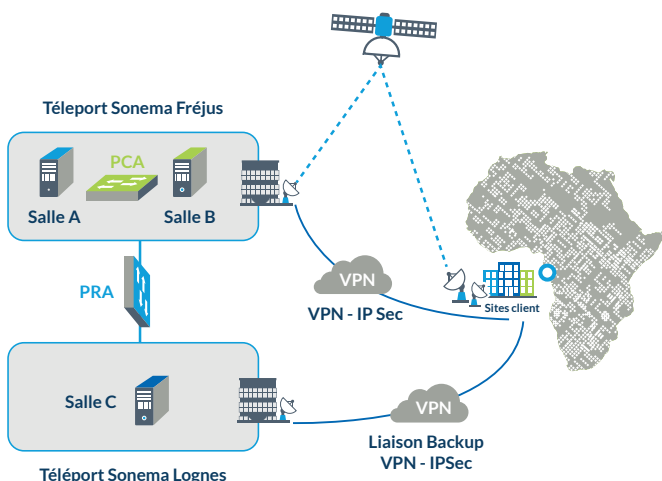 Téleport Sonema Fréjus
PCA
Salle A
Salle B
PRA
VPN
VPN - IP Sec
Sites client
Salle C
VPN
Liaison Backup
VPN - IPSec
Téléport Sonema Lognes